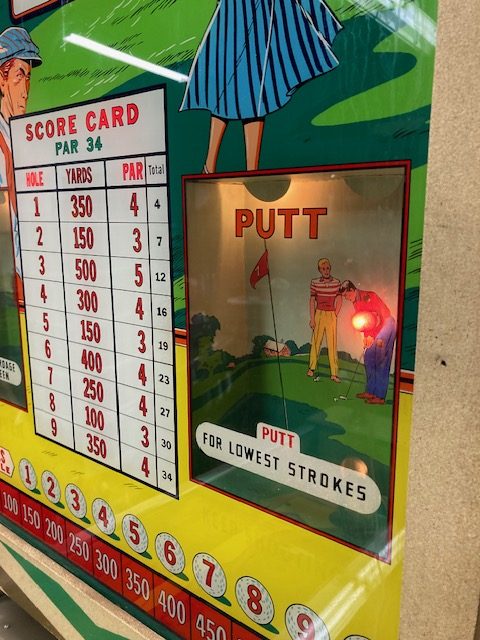 SCORE CARD
PAR 34
HOLE YARDS PAR Total
1 350 4 4
2 150 3 7
3 500 5 12
4 300 4 16
5 150 3 19
6 400 4 23
7 250 4 27
8 100 3 30
9 350 4 34
PUTT
PUTT
FOR LOWEST STROKES
1 2 3 4 5 6 7 8 9
100 150 200 250 300 350 400 450